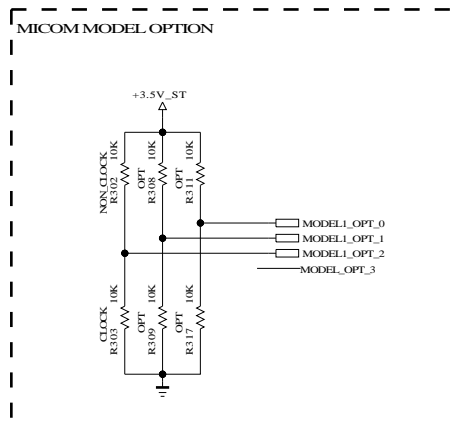 MICOM MODEL OPTION
+3.5V_ST
NON_CLOCK
R302
10K
OPT
R308
10K
OPT
R311
10K
MODEL1_OPT_0
MODEL1_OPT_1
MODEL1_OPT_2
MODEL_OPT_3
CLOCK
R303
10K
OPT
R309
10K
OPT
R317
10K